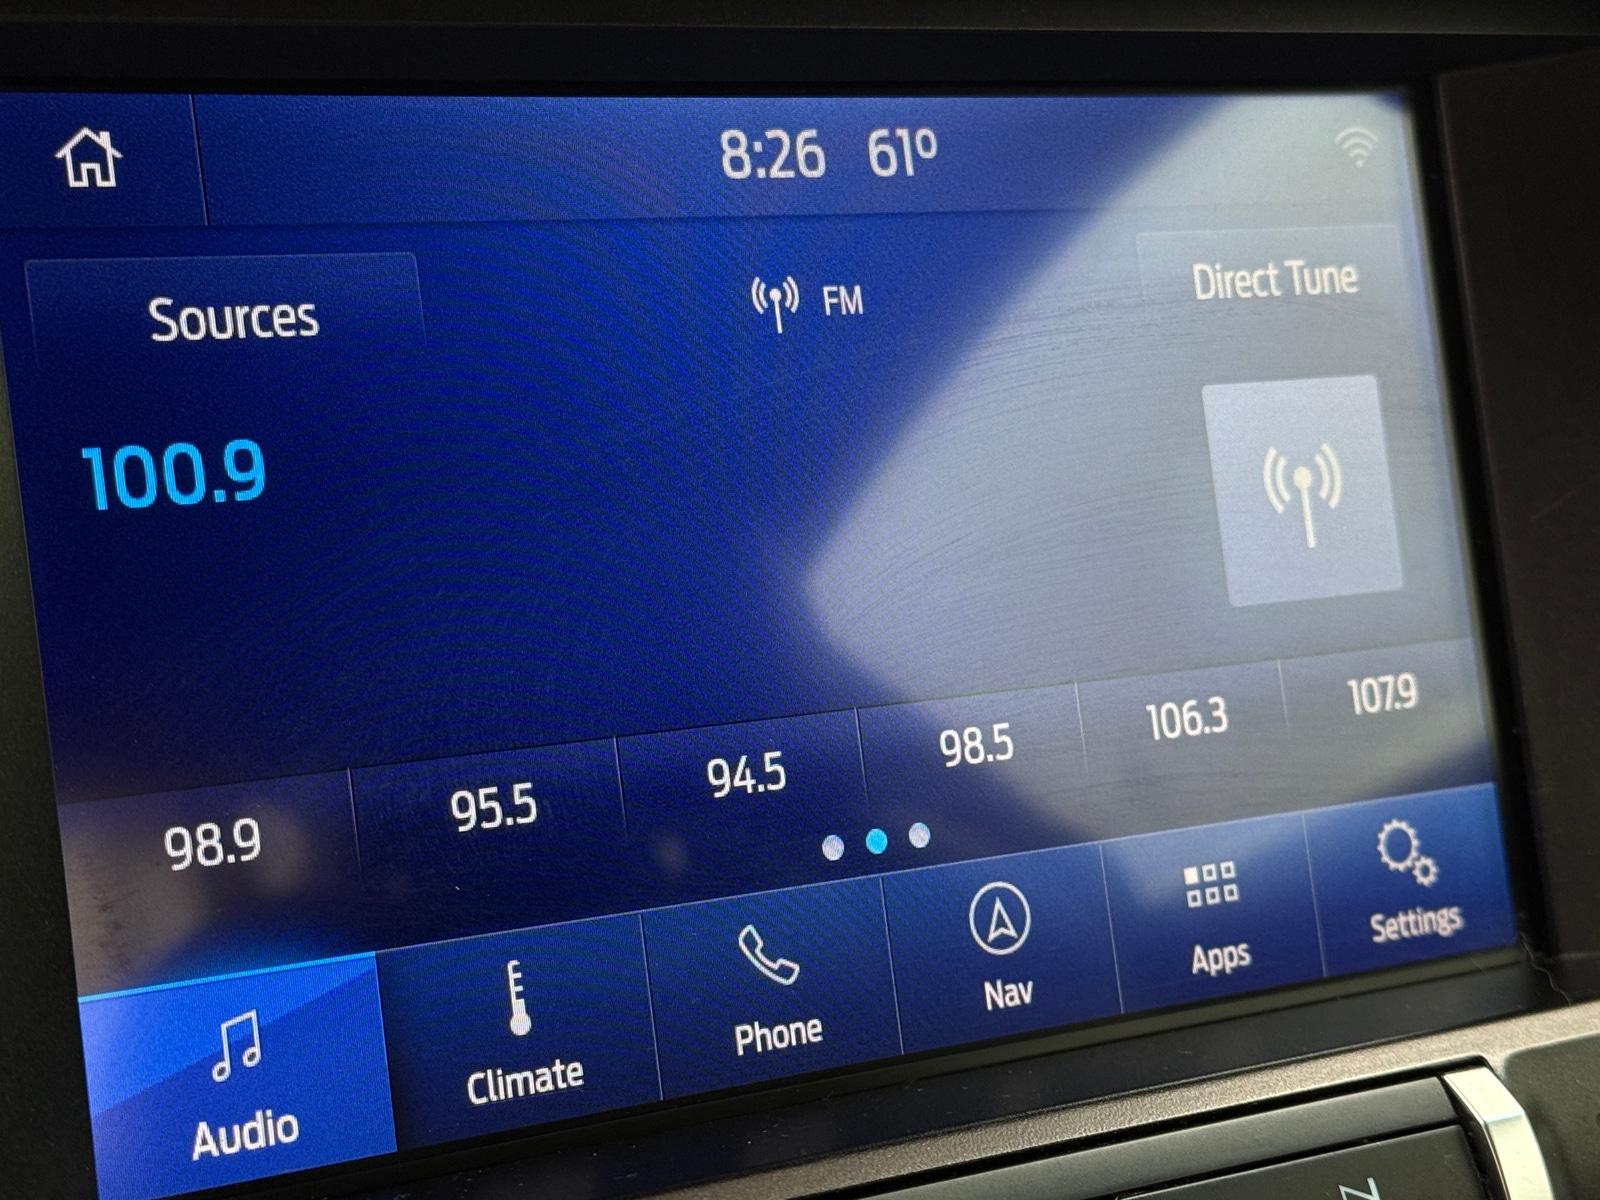 8:26 61°
Sources
FM
Direct Tune
100.9
98.9
95.5
94.5
98.5
106.3
107.9
Audio
Climate
Phone
Nav
Apps
Settings